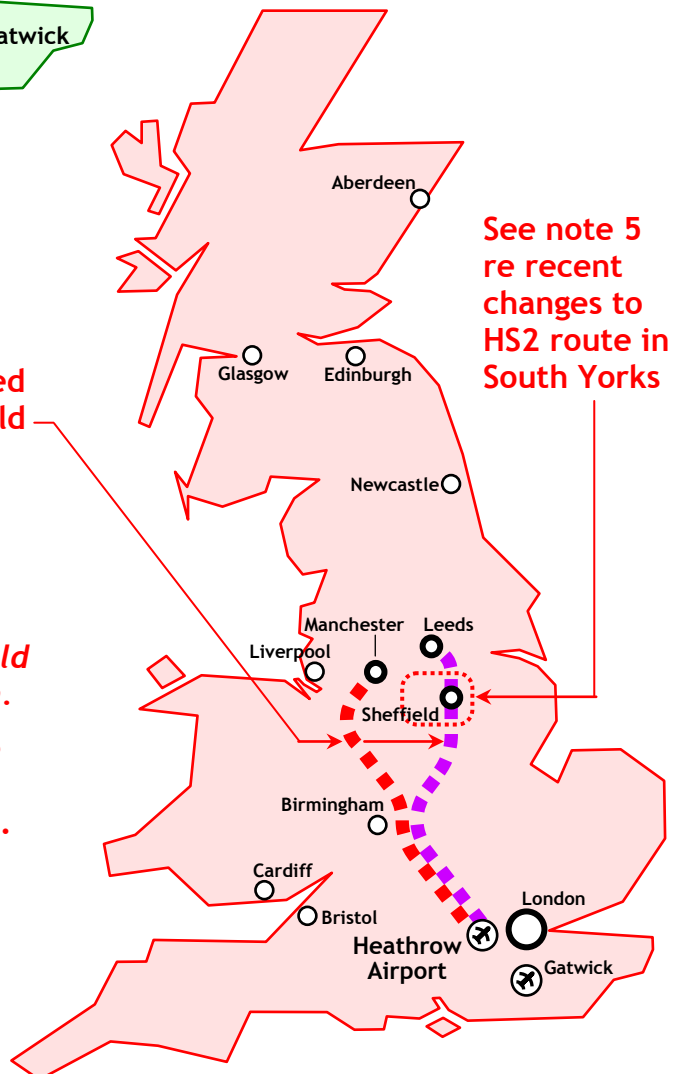 atwick
Aberdeen
See note 5
re recent
changes to
HS2 route in
South Yorks
Glasgow
Edinburgh
ed
ld
Newcastle
Manchester
Leeds
Liverpool
ld
.
Sheffield
.
Birmingham
Cardiff
London
Bristol
Heathrow
Airport
Gatwick